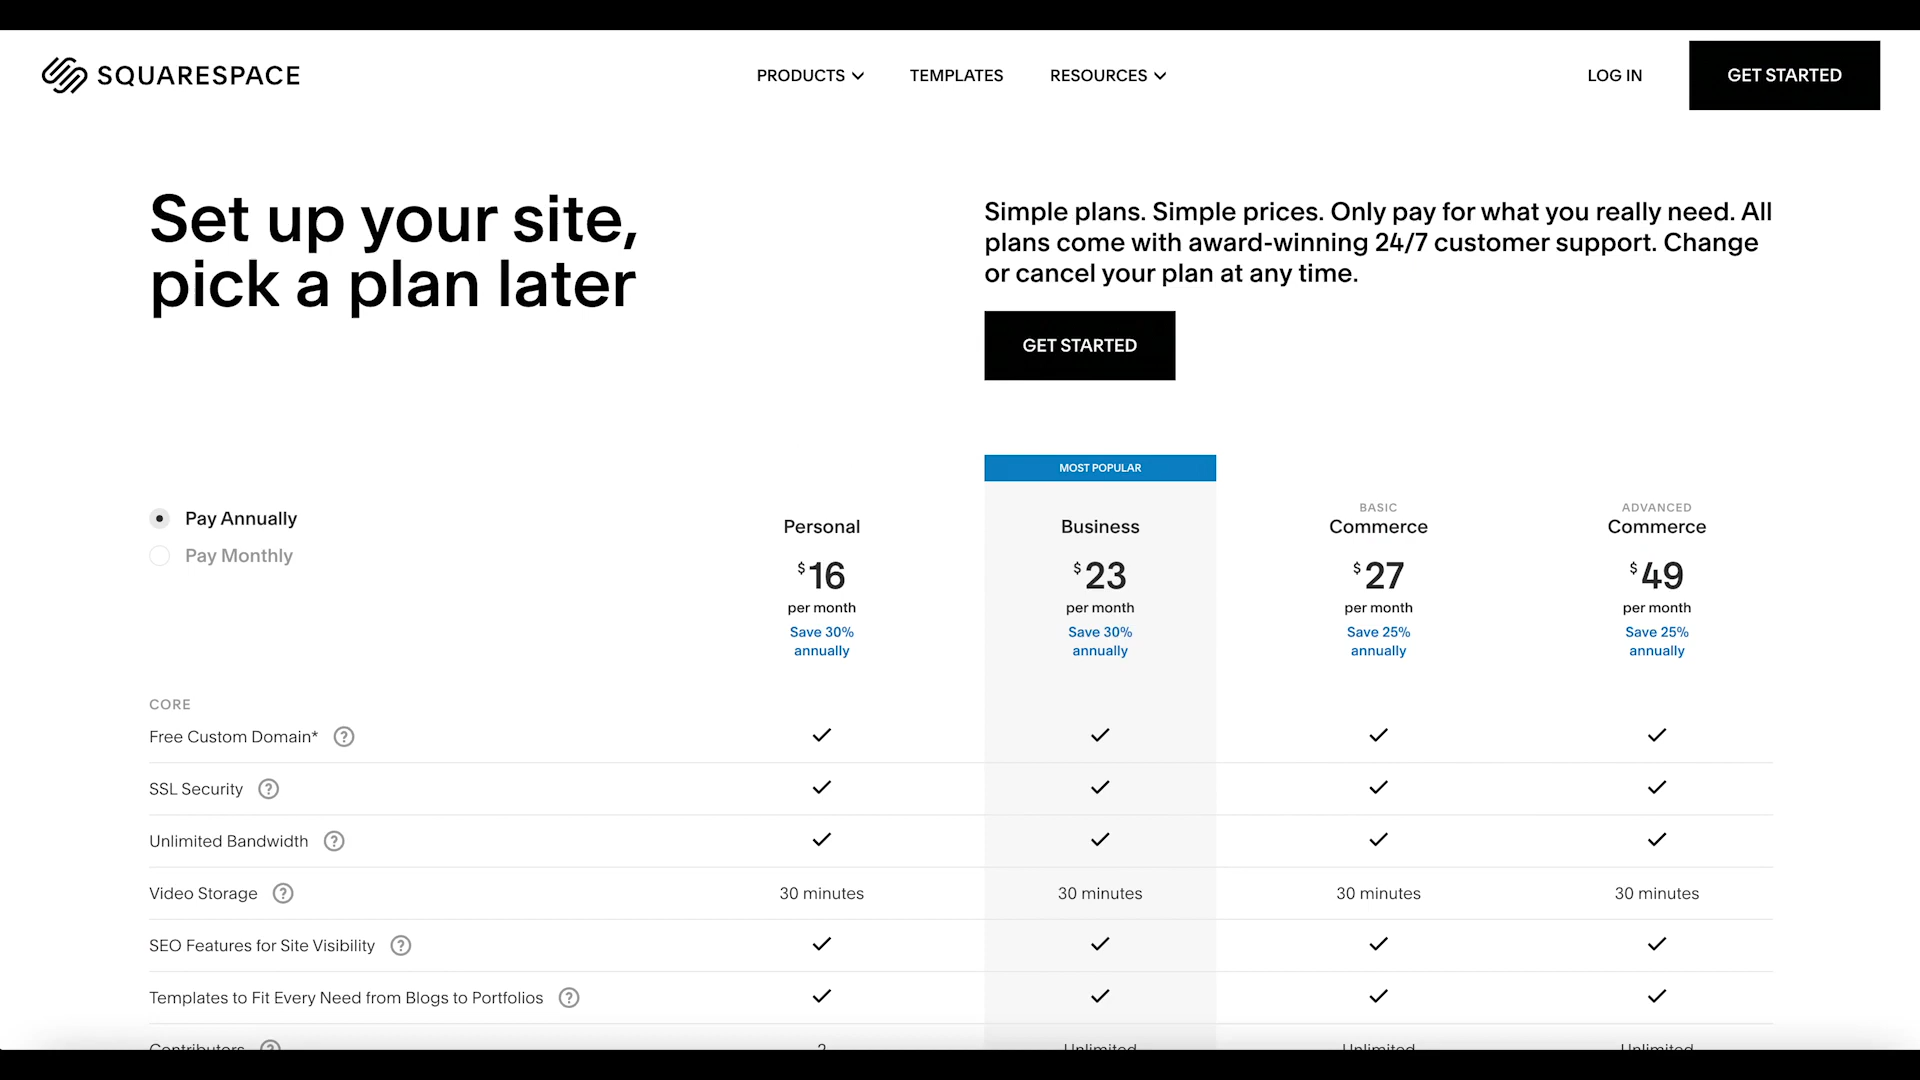 SQUARESPACE
PRODUCTS
TEMPLATES
RESOURCES
LOG IN
GET STARTED
Set up your site,
pick a plan later
Simple plans. Simple prices. Only pay for what you really need. All
plans come with award-winning 24/7 customer support. Change
or cancel your plan at any time.
GET STARTED
MOST POPULAR
Pay Annually
Pay Monthly
Personal
$16
per month
Save 30%
annually
Business
$23
per month
Save 30%
annually
BASIC
Commerce
$27
per month
Save 25%
annually
ADVANCED
Commerce
$49
per month
Save 25%
annually
CORE
Free Custom Domain* ?
SSL Security ?
Unlimited Bandwidth ?
Video Storage ? 30 minutes 30 minutes 30 minutes 30 minutes
SEO Features for Site Visibility ?
Templates to Fit Every Need from Blogs to Portfolios ?
Contributors ? 2 Unlimited Unlimited Unlimited